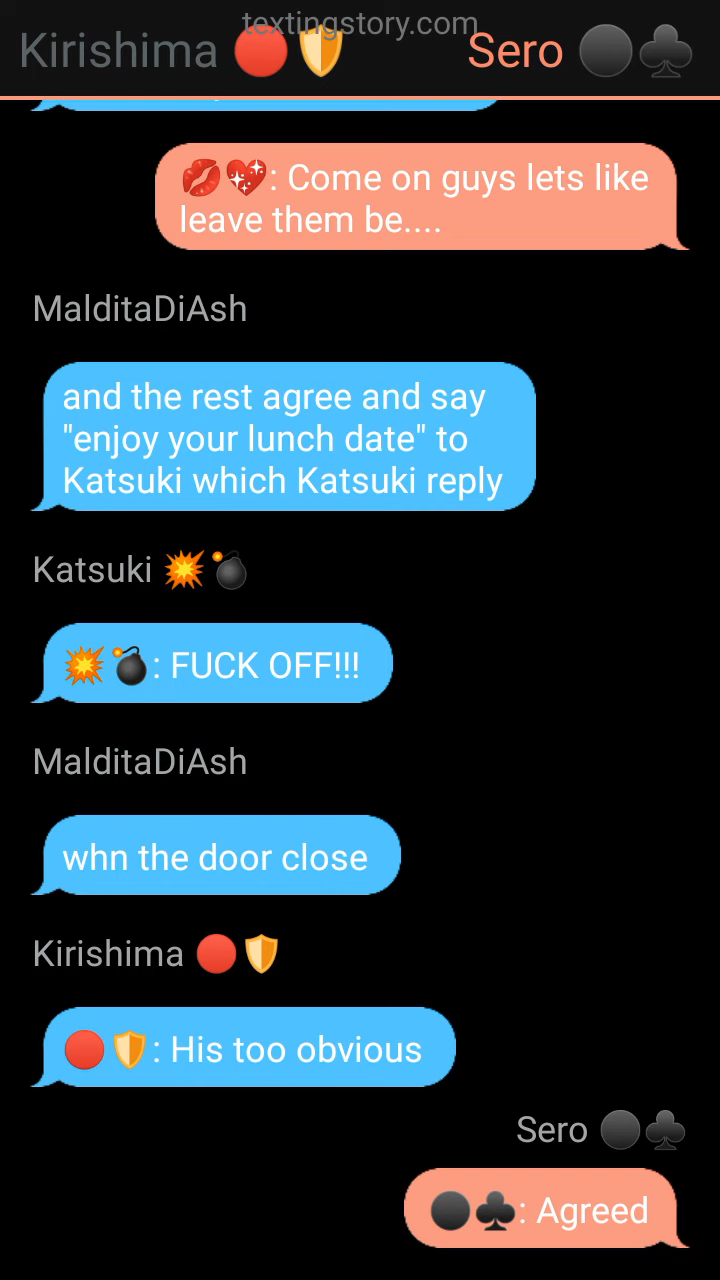 textingstory.com
Kirishima 🔴🛡️ Sero ⚫♣️
💋💖: Come on guys lets like
leave them be....
MalditaDiAsh
and the rest agree and say
"enjoy your lunch date" to
Katsuki which Katsuki reply
Katsuki 💥💣
💥💣: FUCK OFF!!!
MalditaDiAsh
whn the door close
Kirishima 🔴🛡️
🔴🛡️: His too obvious
Sero ⚫♣️
⚫♣️: Agreed